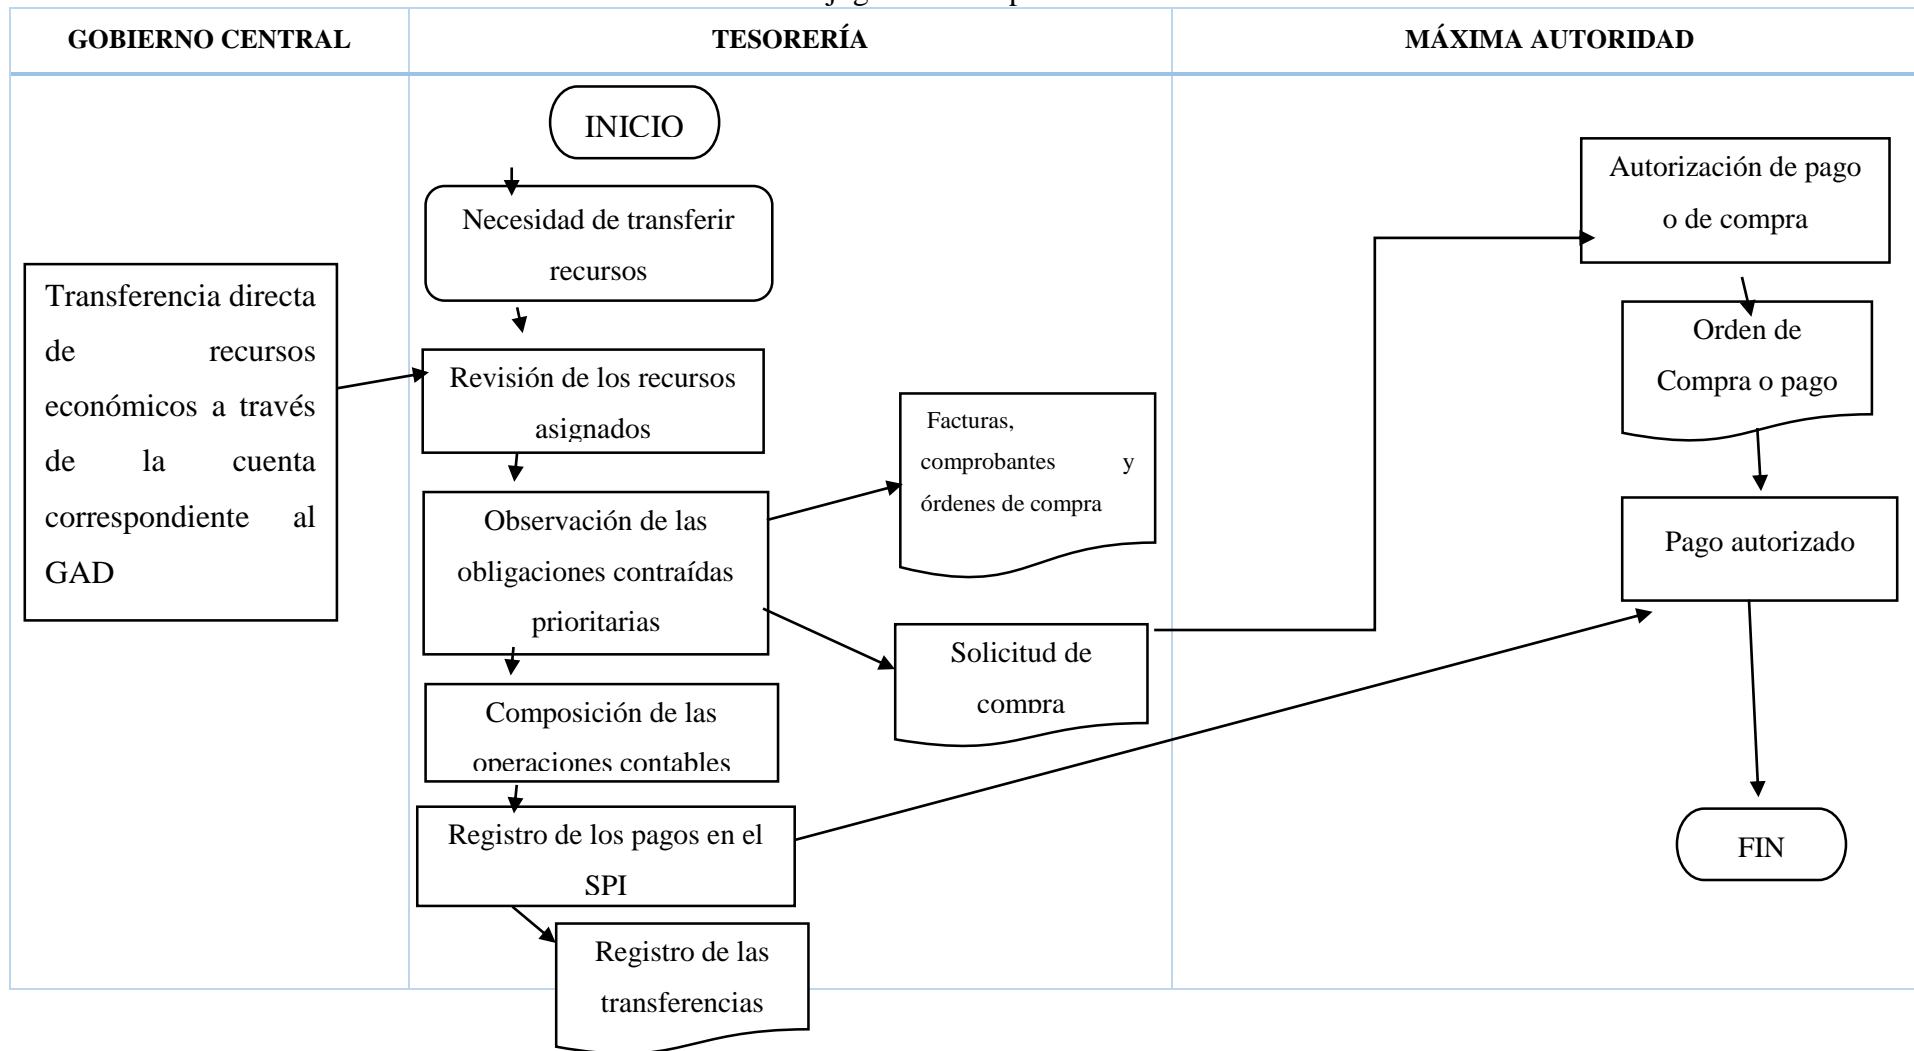 GOBIERNO CENTRAL
TESORERÍA
MÁXIMA AUTORIDAD
Transferencia directa
de recursos
económicos a través
de la cuenta
correspondiente al
GAD
INICIO
Necesidad de transferir
recursos
Revisión de los recursos
asignados
Observación de las
obligaciones contraídas
prioritarias
Facturas,
comprobantes y
órdenes de compra
Solicitud de
compra
Composición de las
operaciones contables
Registro de los pagos en el
SPI
Registro de las
transferencias
Autorización de pago
o de compra
Orden de
Compra o pago
Pago autorizado
FIN